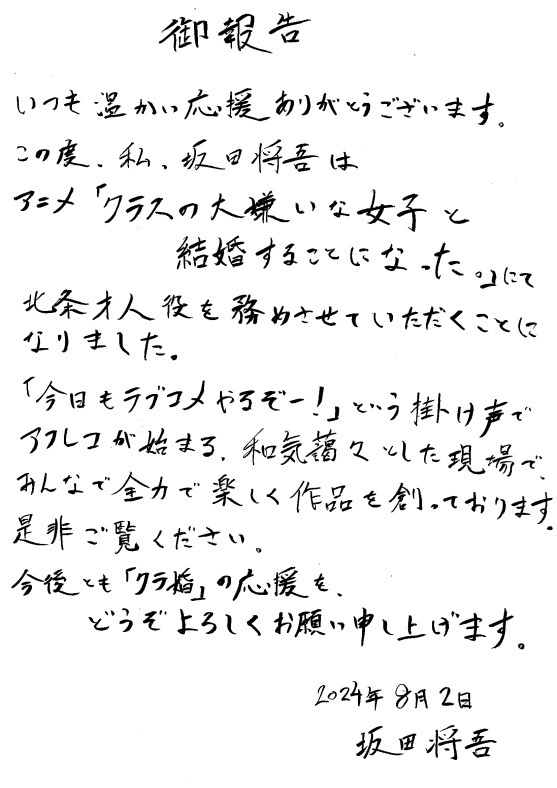 御報告
いつも温かい応援ありがとうございます。
この度、私、坂田将吾は
アニメ「クラスの大嫌いな女子と
結婚することになった。」にて
北条才人役を務めさせていただくことに
なりました。
「今日もラブコメやるぞー!」という掛け声で
アフレコが始まる、和気藹々とした現場で、
みんなで全力で楽しく作品を創っております。
是非ご覧ください。
今後とも「クラ婚」の応援を、
どうぞよろしくお願い申し上げます。
2024年8月2日
坂田将吾